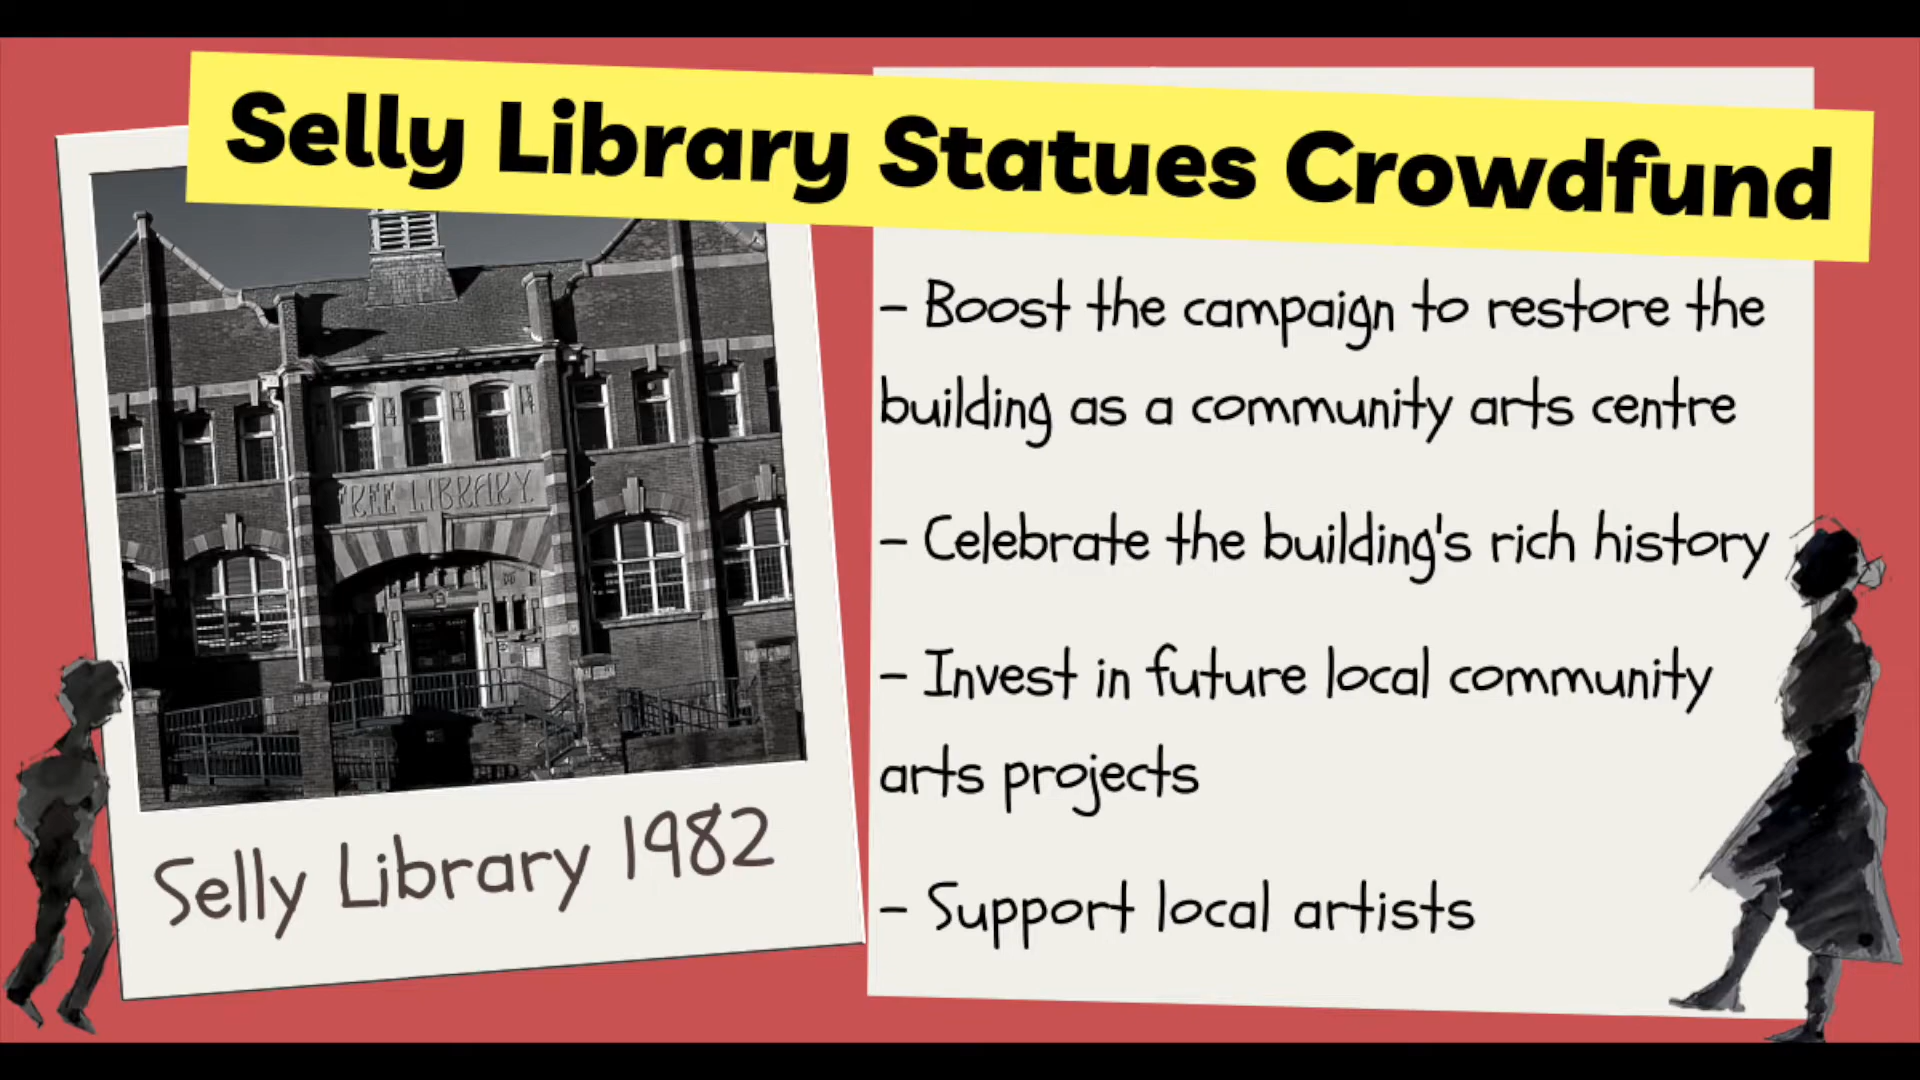 Selly Library Statues Crowdfund
FREE LIBRARY.
Selly Library 1982
- Boost the campaign to restore the
building as a community arts centre
- Celebrate the building's rich history
- Invest in future local community
arts projects
- Support local artists